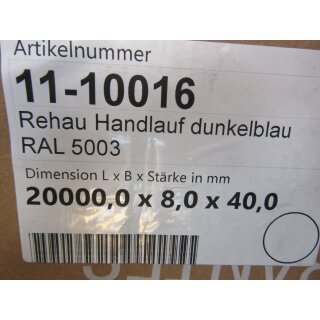 Artikelnummer
11-10016
Rehau Handlauf dunkelblau
RAL 5003
Dimension L x B x Stärke in mm
20000,0 x 8,0 x 40,0